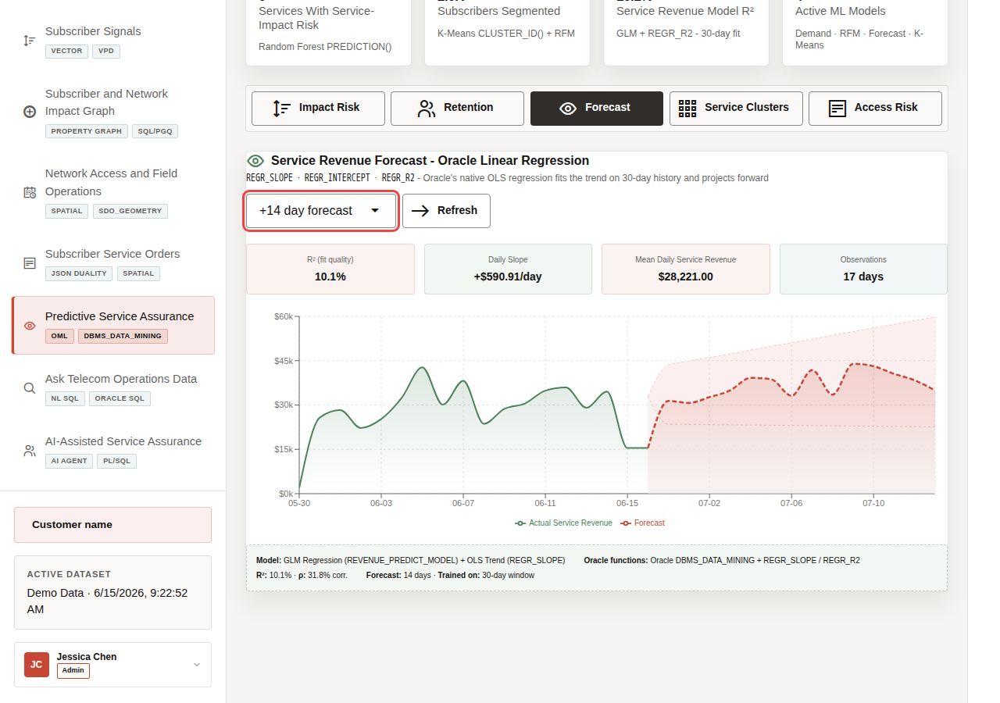 Subscriber Signals
VECTOR VPD
Subscriber and Network
Impact Graph
PROPERTY GRAPH SQL/PGQ
Network Access and Field
Operations
SPATIAL SDO_GEOMETRY
Subscriber Service Orders
JSON DUALITY SPATIAL
Predictive Service Assurance
OML DBMS_DATA_MINING
Ask Telecom Operations Data
NL SQL ORACLE SQL
AI-Assisted Service Assurance
AI AGENT PL/SQL
Customer name
ACTIVE DATASET
Demo Data · 6/15/2026, 9:22:52
AM
JC
Jessica Chen
Admin
Services With Service-
Impact Risk
Random Forest PREDICTION()
Subscribers Segmented
K-Means CLUSTER_ID() + RFM
Service Revenue Model R²
GLM + REGR_R2 - 30-day fit
Active ML Models
Demand · RFM · Forecast · K-
Means
Impact Risk
Retention
Forecast
Service Clusters
Access Risk
Service Revenue Forecast - Oracle Linear Regression
REGR_SLOPE · REGR_INTERCEPT · REGR_R2 - Oracle's native OLS regression fits the trend on 30-day history and projects forward
+14 day forecast
Refresh
R² (fit quality)
10.1%
Daily Slope
+$590.91/day
Mean Daily Service Revenue
$28,221.00
Observations
17 days
$60k
$45k
$30k
$15k
$0k
05-30 06-03 06-07 06-11 06-15 07-02 07-06 07-10
Actual Service Revenue Forecast
Model: GLM Regression (REVENUE_PREDICT_MODEL) + OLS Trend (REGR_SLOPE) Oracle functions: Oracle DBMS_DATA_MINING + REGR_SLOPE / REGR_R2
R²: 10.1% · ρ: 31.8% corr. Forecast: 14 days · Trained on: 30-day window